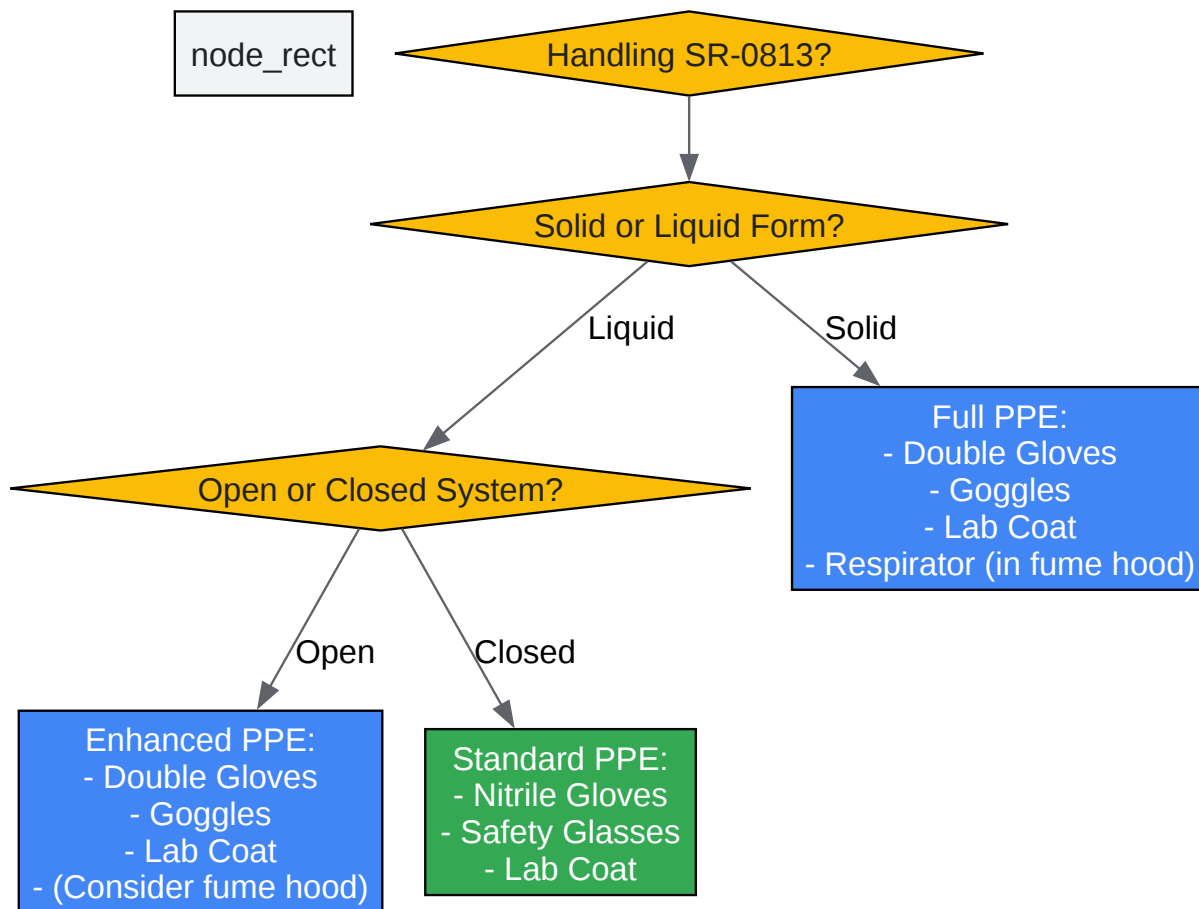 node_rect
Handling SR-0813?
Solid or Liquid Form?
Liquid
Solid
Full PPE:
- Double Gloves
- Goggles
- Lab Coat
- Respirator (in fume hood)
Open or Closed System?
Open
Closed
Enhanced PPE:
- Double Gloves
- Goggles
- Lab Coat
- (Consider fume hood)
Standard PPE:
- Nitrile Gloves
- Safety Glasses
- Lab Coat